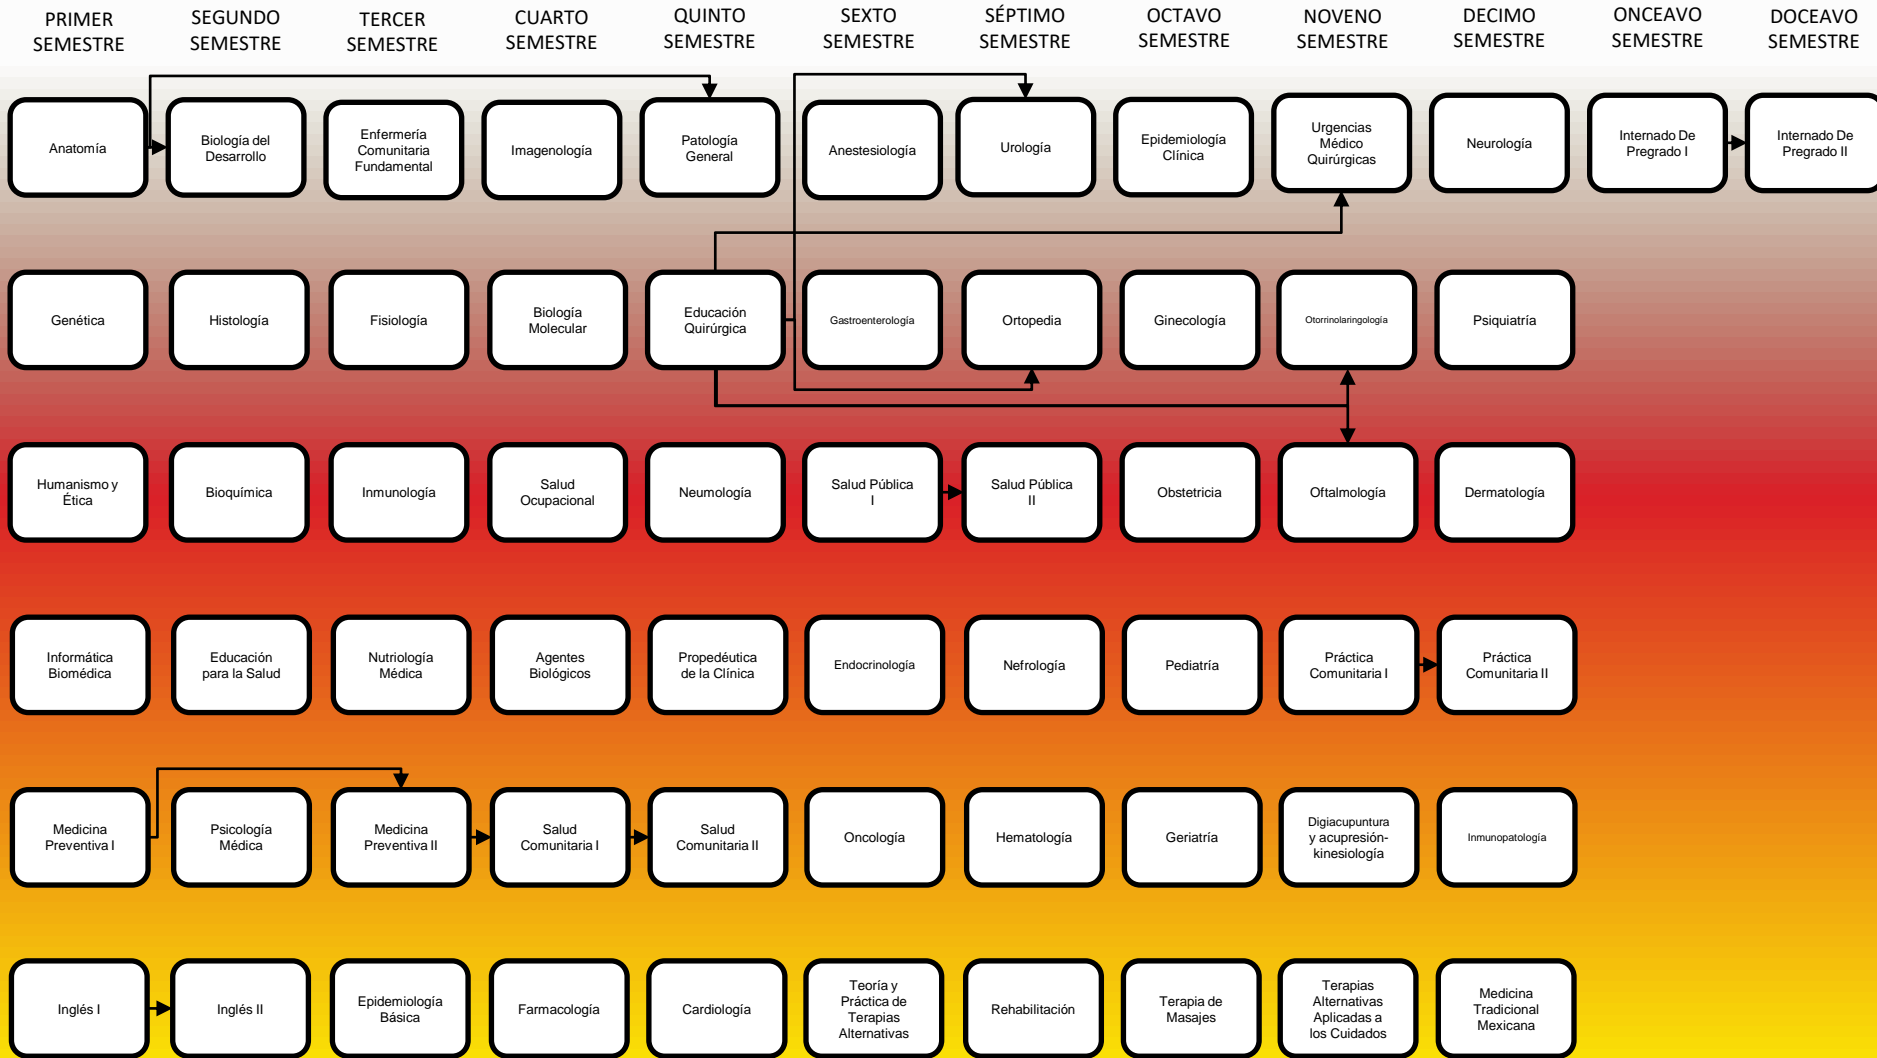 PRIMER
SEMESTRE
SEGUNDO
SEMESTRE
TERCER
SEMESTRE
CUARTO
SEMESTRE
QUINTO
SEMESTRE
SEXTO
SEMESTRE
SÉPTIMO
SEMESTRE
OCTAVO
SEMESTRE
NOVENO
SEMESTRE
DECIMO
SEMESTRE
ONCEAVO
SEMESTRE
DOCEAVO
SEMESTRE
Anatomía
Biología del
Desarrollo
Enfermería
Comunitaria
Fundamental
Imagenología
Patología
General
Anestesiología
Urología
Epidemiología
Clínica
Urgencias
Médico
Quirúrgicas
Neurología
Internado De
Pregrado I
Internado De
Pregrado II
Genética
Histología
Fisiología
Biología
Molecular
Educación
Quirúrgica
Gastroenterología
Ortopedia
Ginecología
Otorrinolaringología
Psiquiatría
Humanismo y
Ética
Bioquímica
Inmunología
Salud
Ocupacional
Neumología
Salud Pública
I
Salud Pública
II
Obstetricia
Oftalmología
Dermatología
Informática
Biomédica
Educación
para la Salud
Nutriología
Médica
Agentes
Biológicos
Propedéutica
de la Clínica
Endocrinología
Nefrología
Pediatría
Práctica
Comunitaria I
Práctica
Comunitaria II
Medicina
Preventiva I
Psicología
Médica
Medicina
Preventiva II
Salud
Comunitaria I
Salud
Comunitaria II
Oncología
Hematología
Geriatría
Digiacupuntura
y acupresión-
kinesiología
Inmunopatología
Inglés I
Inglés II
Epidemiología
Básica
Farmacología
Cardiología
Teoría y
Práctica de
Terapias
Alternativas
Rehabilitación
Terapia de
Masajes
Terapias
Alternativas
Aplicadas a
los Cuidados
Medicina
Tradicional
Mexicana